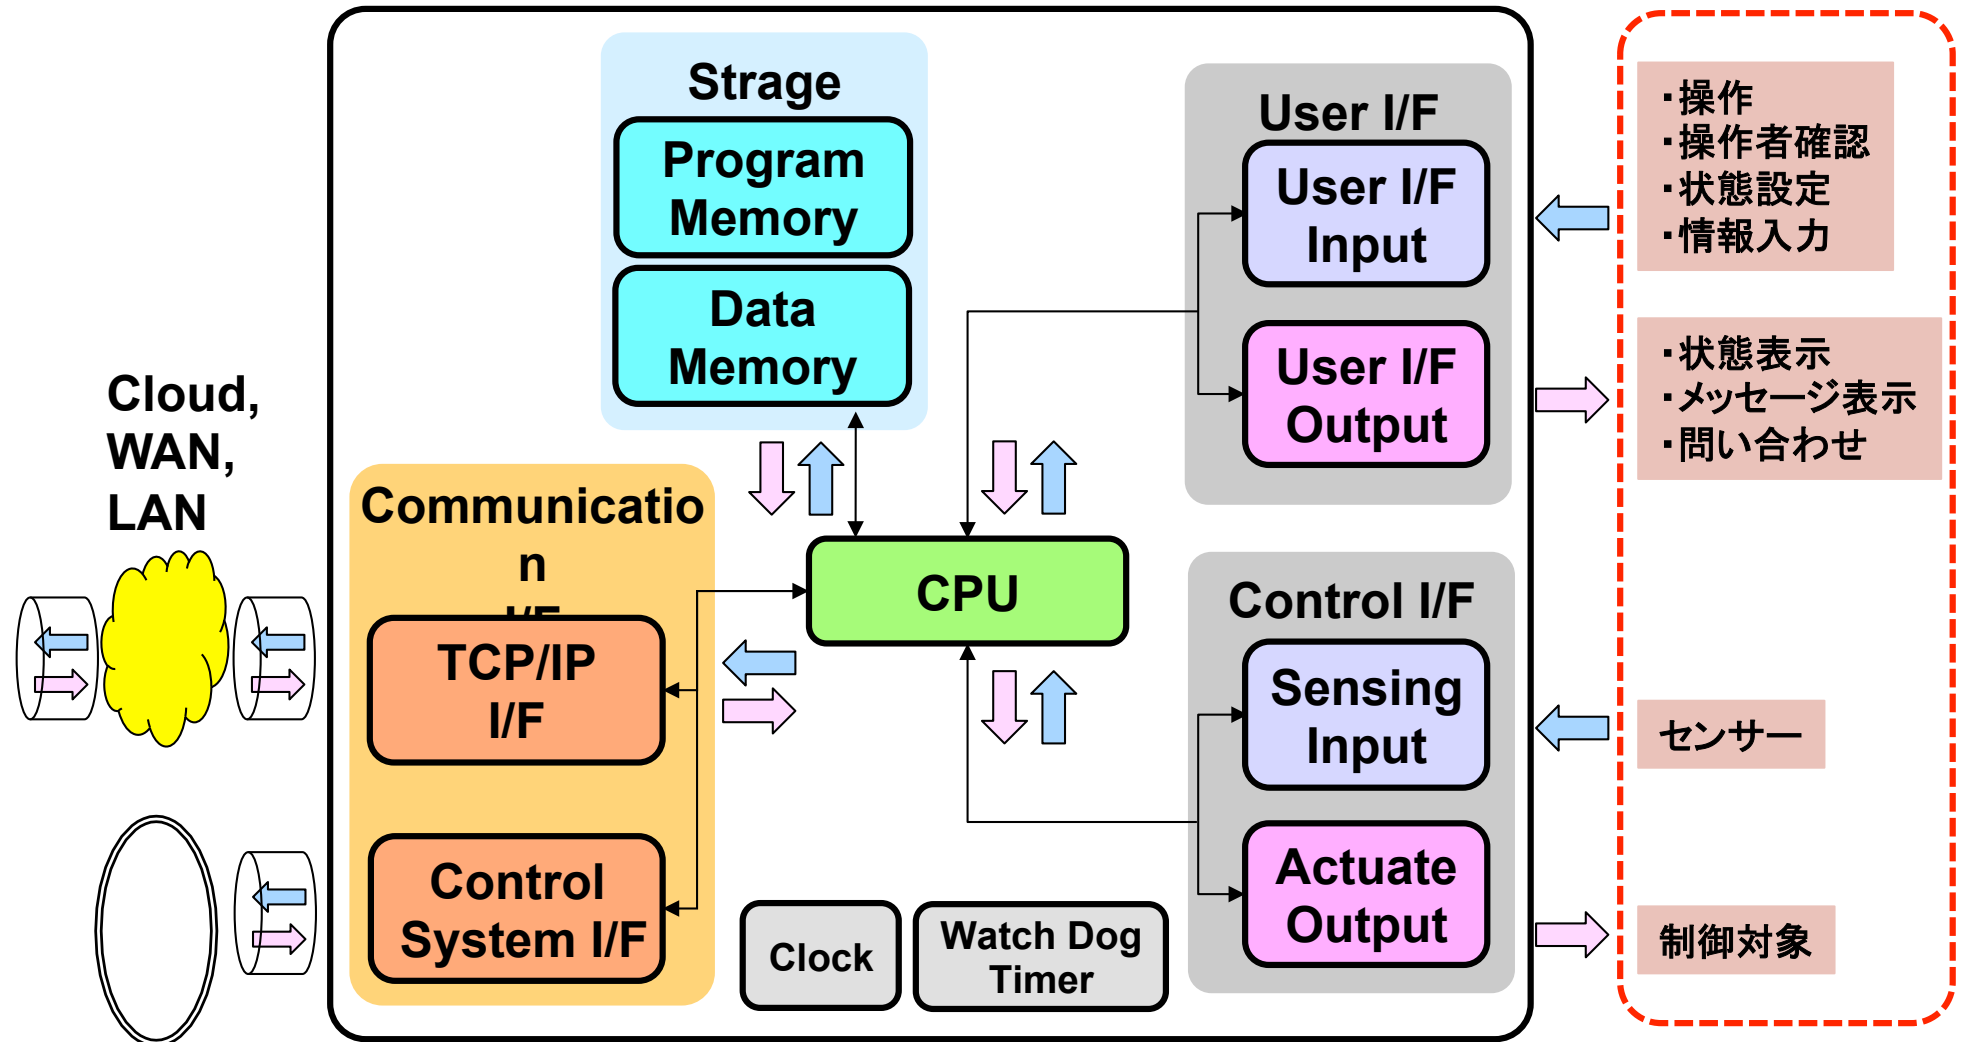 Strage
Program
Memory
Data
Memory
User I/F
User I/F
Input
User I/F
Output
・操作
・操作者確認
・状態設定
・情報入力
・状態表示
・メッセージ表示
・問い合わせ
Cloud,
WAN,
LAN
Communicatio
n
I/F
TCP/IP
I/F
Control
System I/F
CPU
Control I/F
Sensing
Input
Actuate
Output
センサー
制御対象
Clock
Watch Dog
Timer